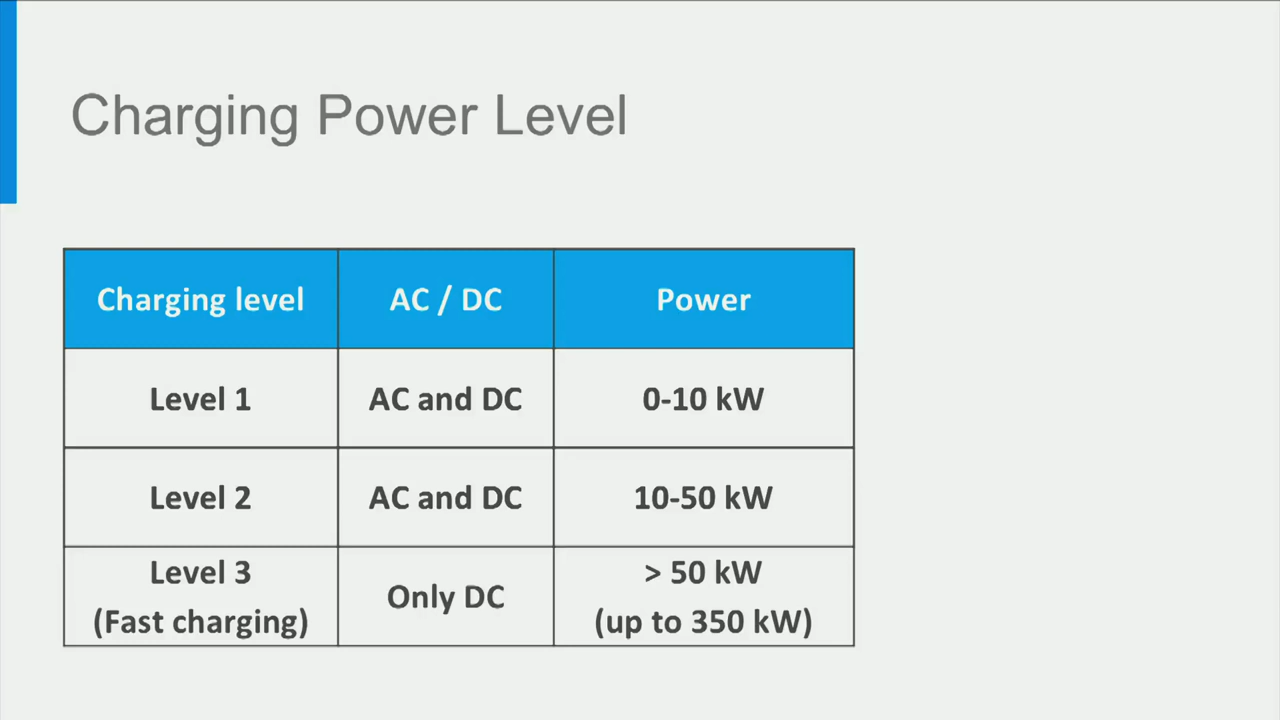 Charging Power Level
Charging level AC / DC Power
Level 1 AC and DC 0-10 kW
Level 2 AC and DC 10-50 kW
Level 3
(Fast charging)
Only DC
> 50 kW
(up to 350 kW)